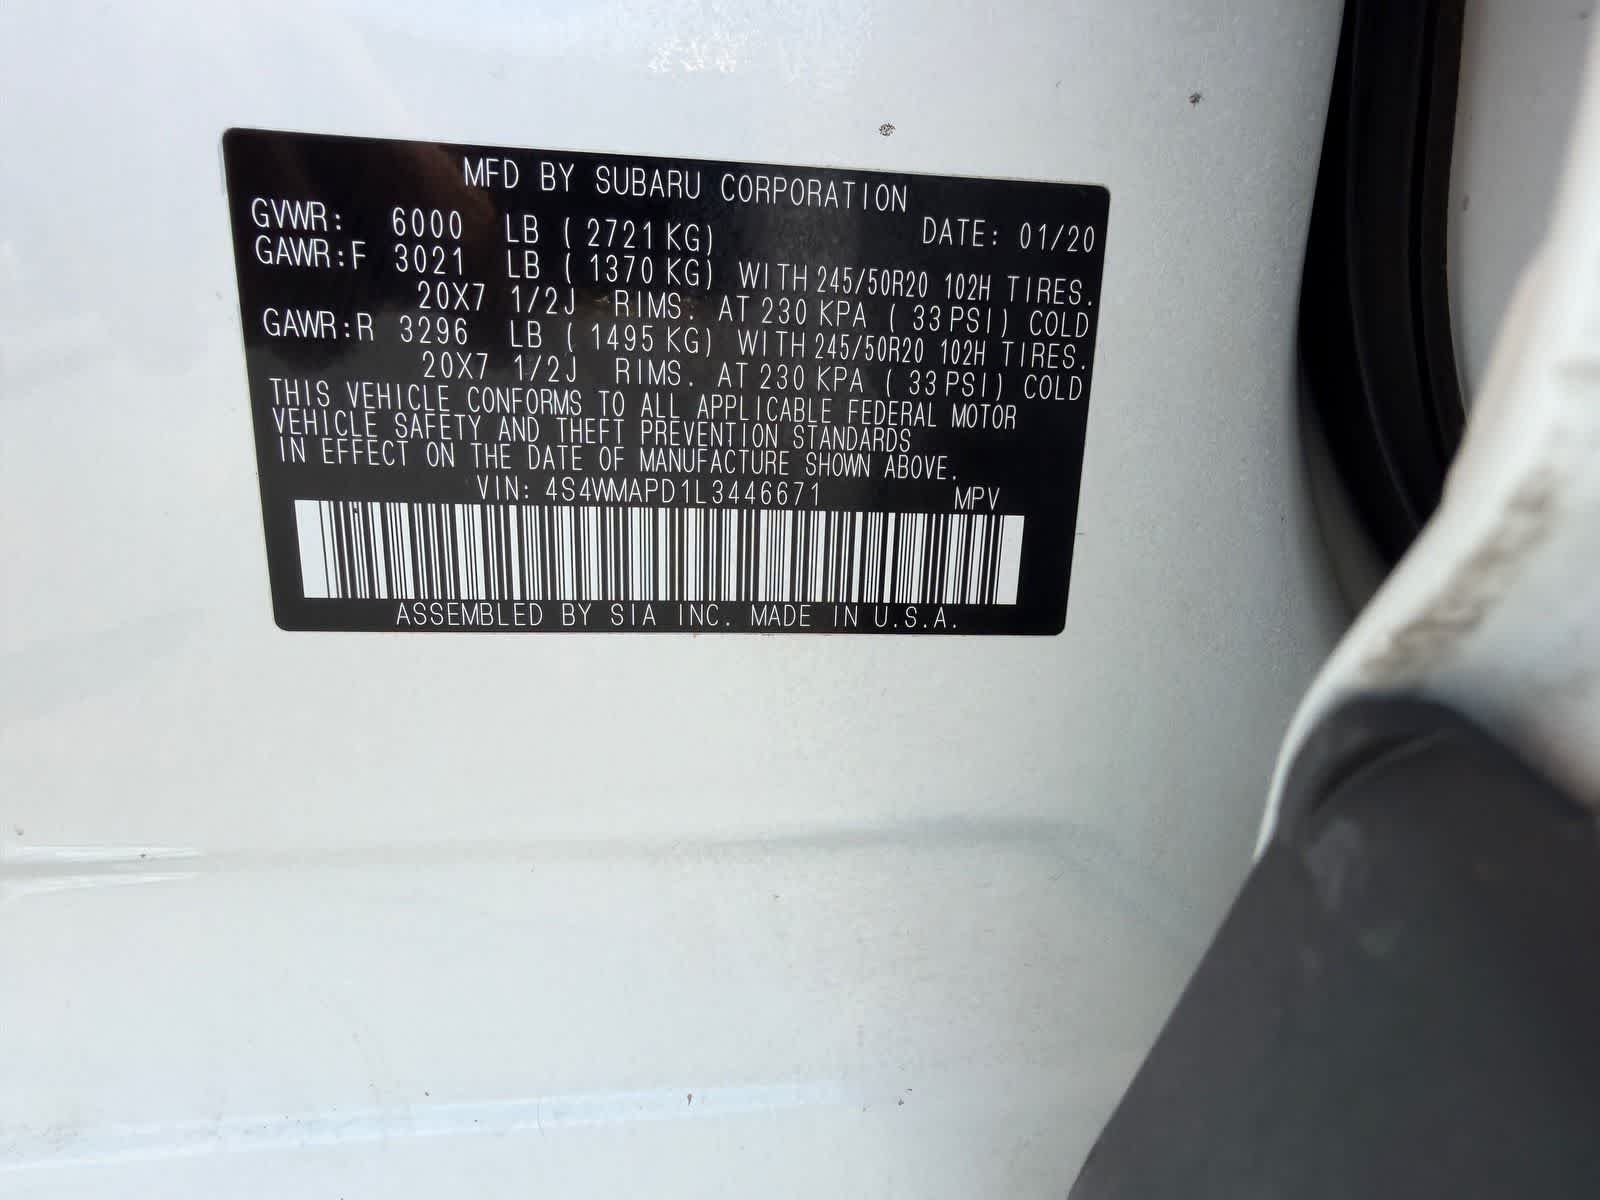 MFD BY SUBARU CORPORATION
GVWR: 6000 LB ( 2721 KG) DATE: 01/20
GAWR:F 3021 LB ( 1370 KG) WITH 245/50R20 102H TIRES.
20X7 1/2J RIMS. AT 230 KPA ( 33 PSI) COLD
GAWR:R 3296 LB ( 1495 KG) WITH 245/50R20 102H TIRES.
20X7 1/2J RIMS. AT 230 KPA ( 33 PSI) COLD
THIS VEHICLE CONFORMS TO ALL APPLICABLE FEDERAL MOTOR
VEHICLE SAFETY AND THEFT PREVENTION STANDARDS
IN EFFECT ON THE DATE OF MANUFACTURE SHOWN ABOVE.
VIN: 4S4WMAPD1L3446671 MPV
ASSEMBLED BY SIA INC. MADE IN U.S.A.